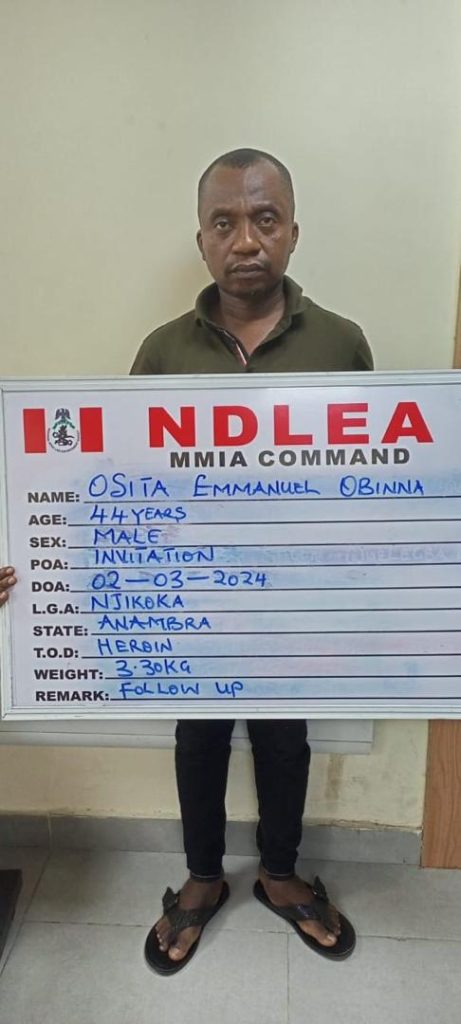 NDLEA
MMIA COMMAND
NAME: OSITA EMMANUEL OBINNA
AGE: 44 YEARS
SEX: MALE
POA: INVITATION
DOA: 02-03-2024
L.G.A: NJIKOKA
STATE: ANAMBRA
T.O.D: HEROIN
WEIGHT: 3.30KG
REMARK: FOLLOW UP